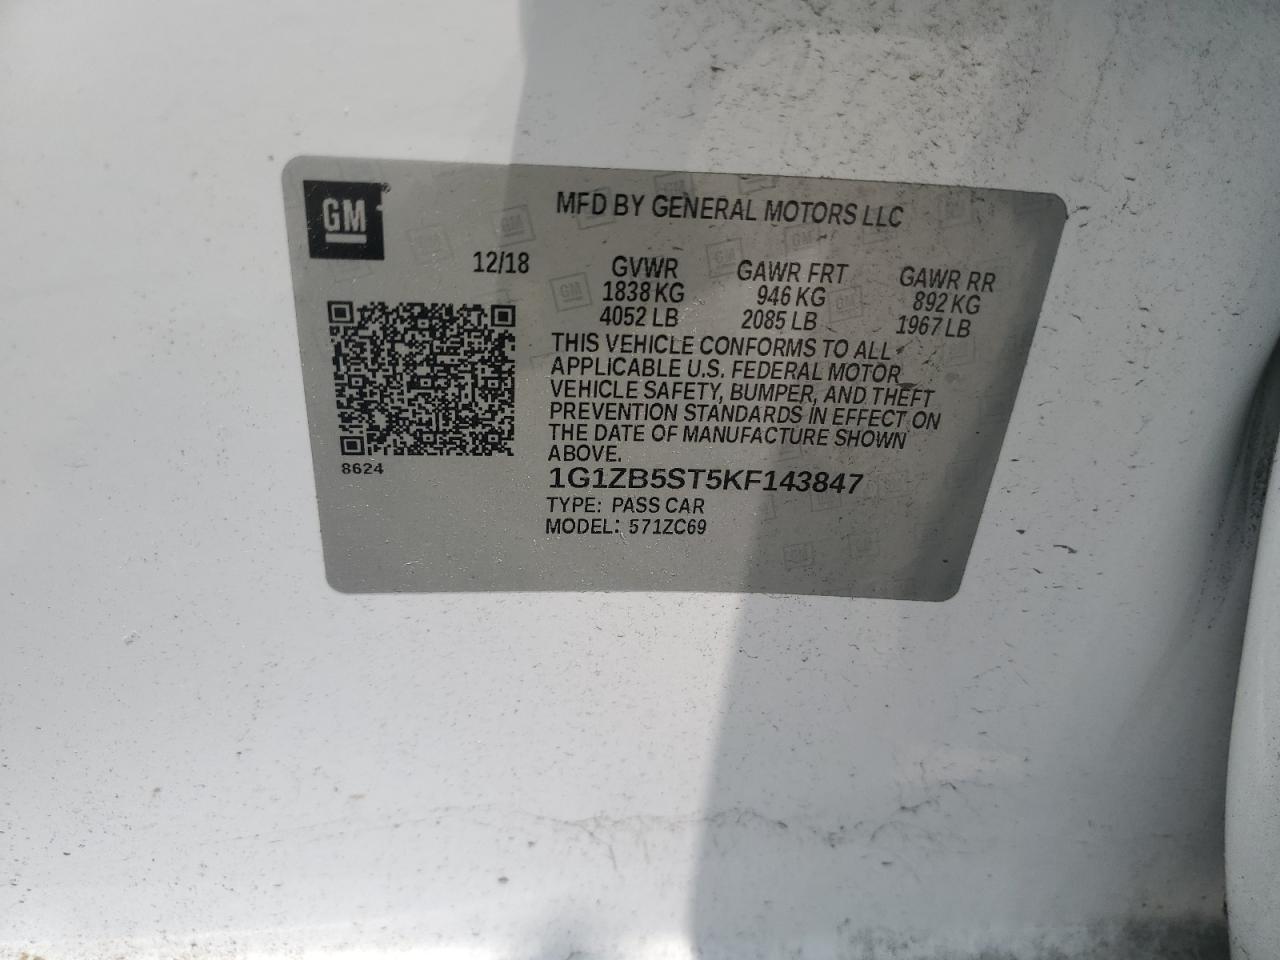 GM
MFD BY GENERAL MOTORS LLC
12/18
GVWR GAWR FRT GAWR RR
1838 KG 946 KG 892 KG
4052 LB 2085 LB 1967 LB
THIS VEHICLE CONFORMS TO ALL
APPLICABLE U.S. FEDERAL MOTOR
VEHICLE SAFETY, BUMPER, AND THEFT
PREVENTION STANDARDS IN EFFECT ON
THE DATE OF MANUFACTURE SHOWN
ABOVE.
8624
1G1ZB5ST5KF143847
TYPE: PASS CAR
MODEL: 571ZC69